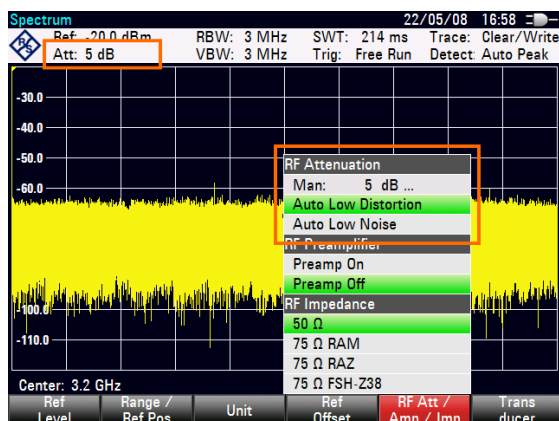 Spectrum 22/05/08 16:58
Ref: -20.0 dBm RBW: 3 MHz SWT: 214 ms Trace: Clear/Write
Att: 5 dB VBW: 3 MHz Trig: Free Run Detect: Auto Peak
-30.0
-40.0
-50.0
-60.0
-100.0
-110.0
RF Attenuation
Man: 5 dB ...
Auto Low Distortion
Auto Low Noise
RF Preamplifier
Preamp On
Preamp Off
RF Impedance
50 Ω
75 Ω RAM
75 Ω RAZ
75 Ω FSH-Z38
Center: 3.2 GHz
Ref Level
Range / Ref Pos
Unit
Ref Offset
RF Att / Amp / Imp
Transducer